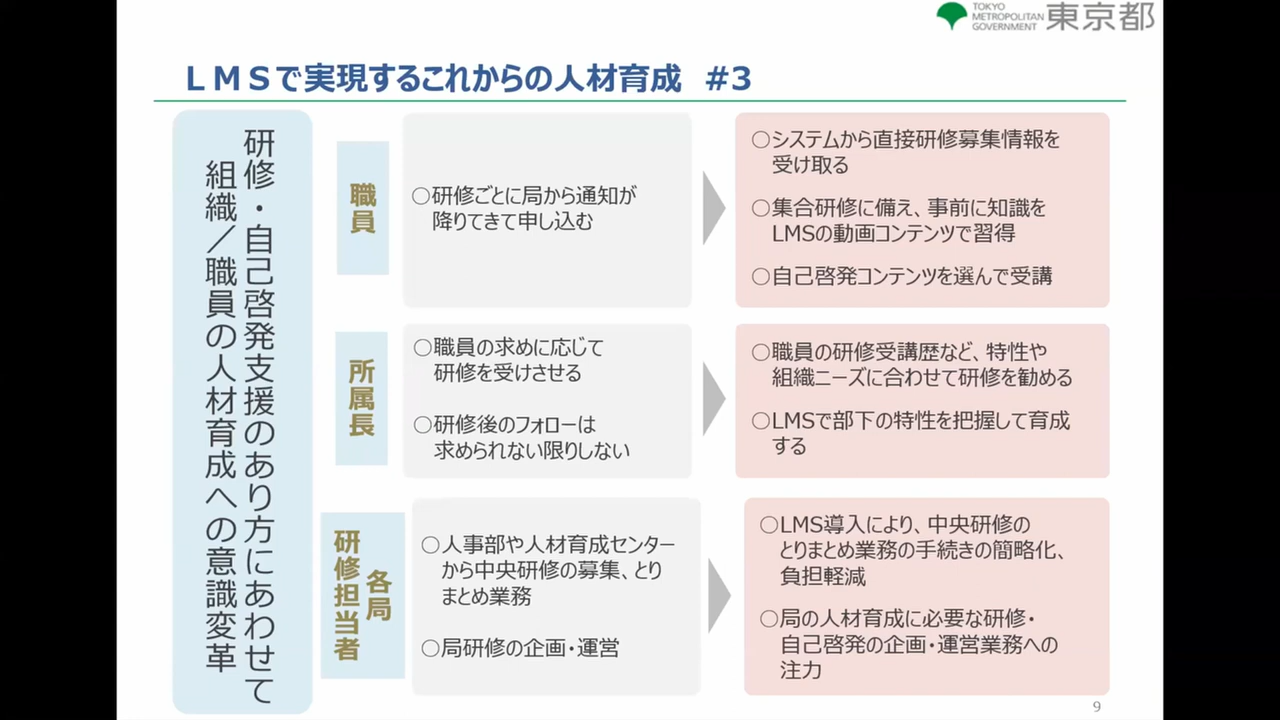 TOKYO
METROPOLITAN
GOVERNMENT
東京都
LMSで実現するこれからの人材育成 #3
研修・自己啓発支援のあり方にあわせて
組織／職員の人材育成への意識変革
職員
○研修ごとに局から通知が
降りてきて申し込む
○システムから直接研修募集情報を
受け取る
○集合研修に備え、事前に知識を
LMSの動画コンテンツで習得
○自己啓発コンテンツを選んで受講
所属長
○職員の求めに応じて
研修を受けさせる
○研修後のフォローは
求められない限りしない
○職員の研修受講歴など、特性や
組織ニーズに合わせて研修を勧める
○LMSで部下の特性を把握して育成
する
各局
研修担当者
○人事部や人材育成センター
から中央研修の募集、とり
まとめ業務
○局研修の企画・運営
○LMS導入により、中央研修の
とりまとめ業務の手続きの簡略化、
負担軽減
○局の人材育成に必要な研修・
自己啓発の企画・運営業務への
注力
9